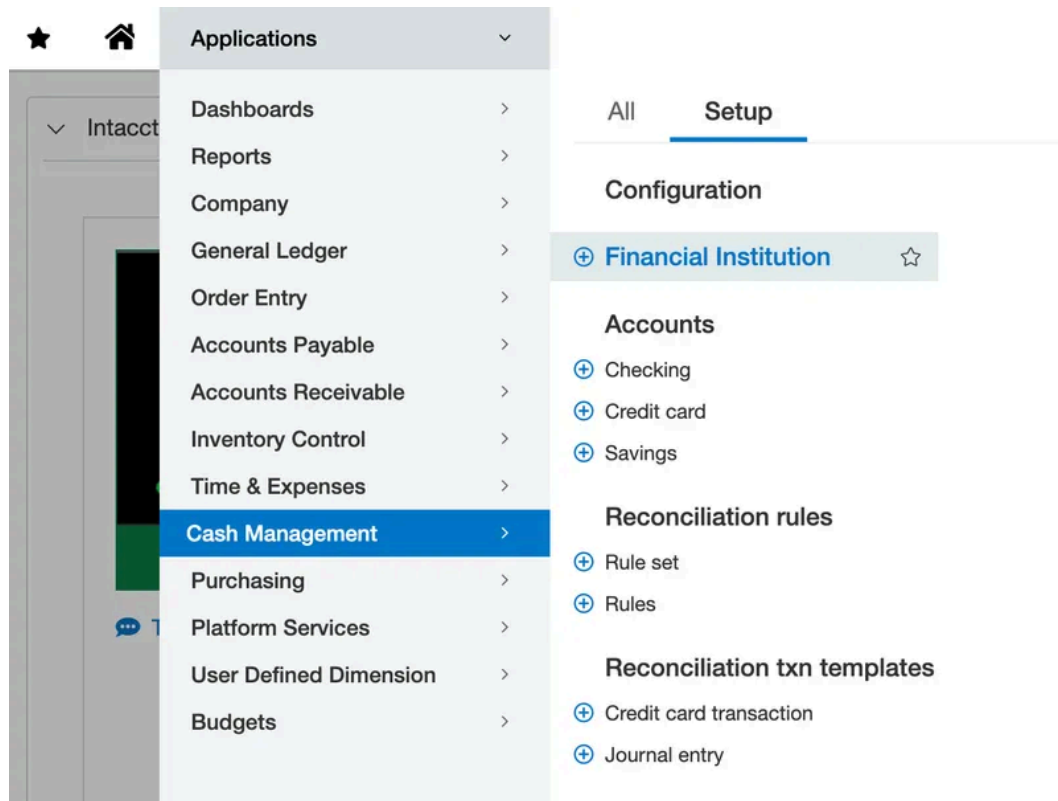 Applications
Intacct
Dashboards
Reports
Company
General Ledger
Order Entry
Accounts Payable
Accounts Receivable
Inventory Control
Time & Expenses
Cash Management
Purchasing
Platform Services
User Defined Dimension
Budgets
T
All Setup
Configuration
Financial Institution
Accounts
Checking
Credit card
Savings
Reconciliation rules
Rule set
Rules
Reconciliation txn templates
Credit card transaction
Journal entry